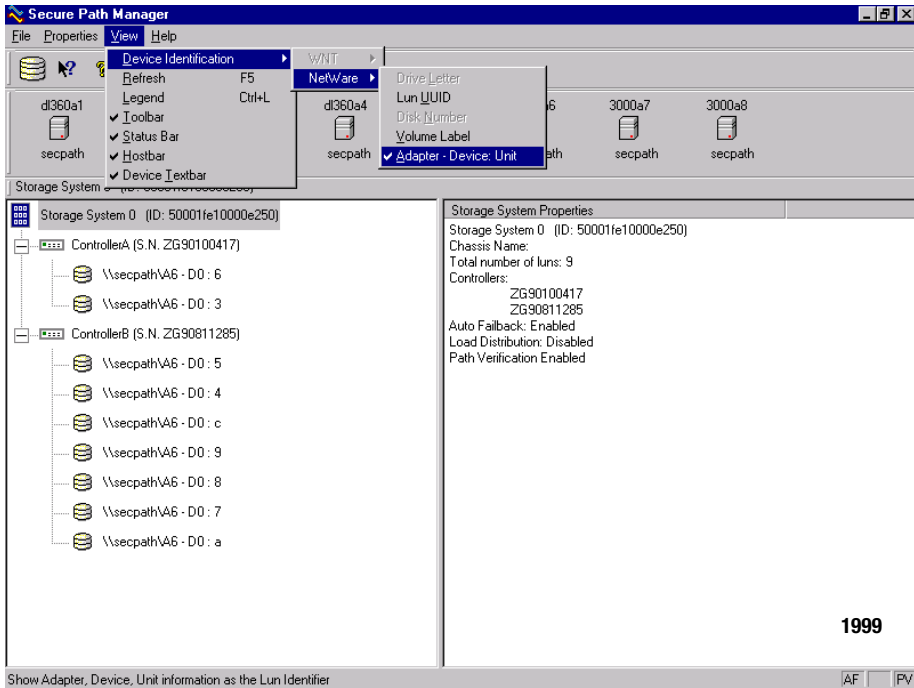 Secure Path Manager
File Properties View Help
Device Identification
Refresh F5
Legend Ctrl+L
Toolbar
Status Bar
Hostbar
Device Textbar
WNT
NetWare
Drive Letter
Lun UUID
Disk Number
Volume Label
Adapter - Device: Unit
dl360a1 dl360a4 3000a7 3000a8
secpath secpath secpath secpath
Storage System
Storage System 0 (ID: 50001fe10000e250)
ControllerA (S.N. ZG90100417)
\\secpath\A6 - D0 : 6
\\secpath\A6 - D0 : 3
ControllerB (S.N. ZG90811285)
\\secpath\A6 - D0 : 5
\\secpath\A6 - D0 : 4
\\secpath\A6 - D0 : c
\\secpath\A6 - D0 : 9
\\secpath\A6 - D0 : 8
\\secpath\A6 - D0 : 7
\\secpath\A6 - D0 : a
Storage System Properties
Storage System 0 (ID: 50001fe10000e250)
Chassis Name:
Total number of luns: 9
Controllers:
ZG90100417
ZG90811285
Auto Failback: Enabled
Load Distribution: Disabled
Path Verification Enabled
1999
Show Adapter, Device, Unit information as the Lun Identifier
AF PV